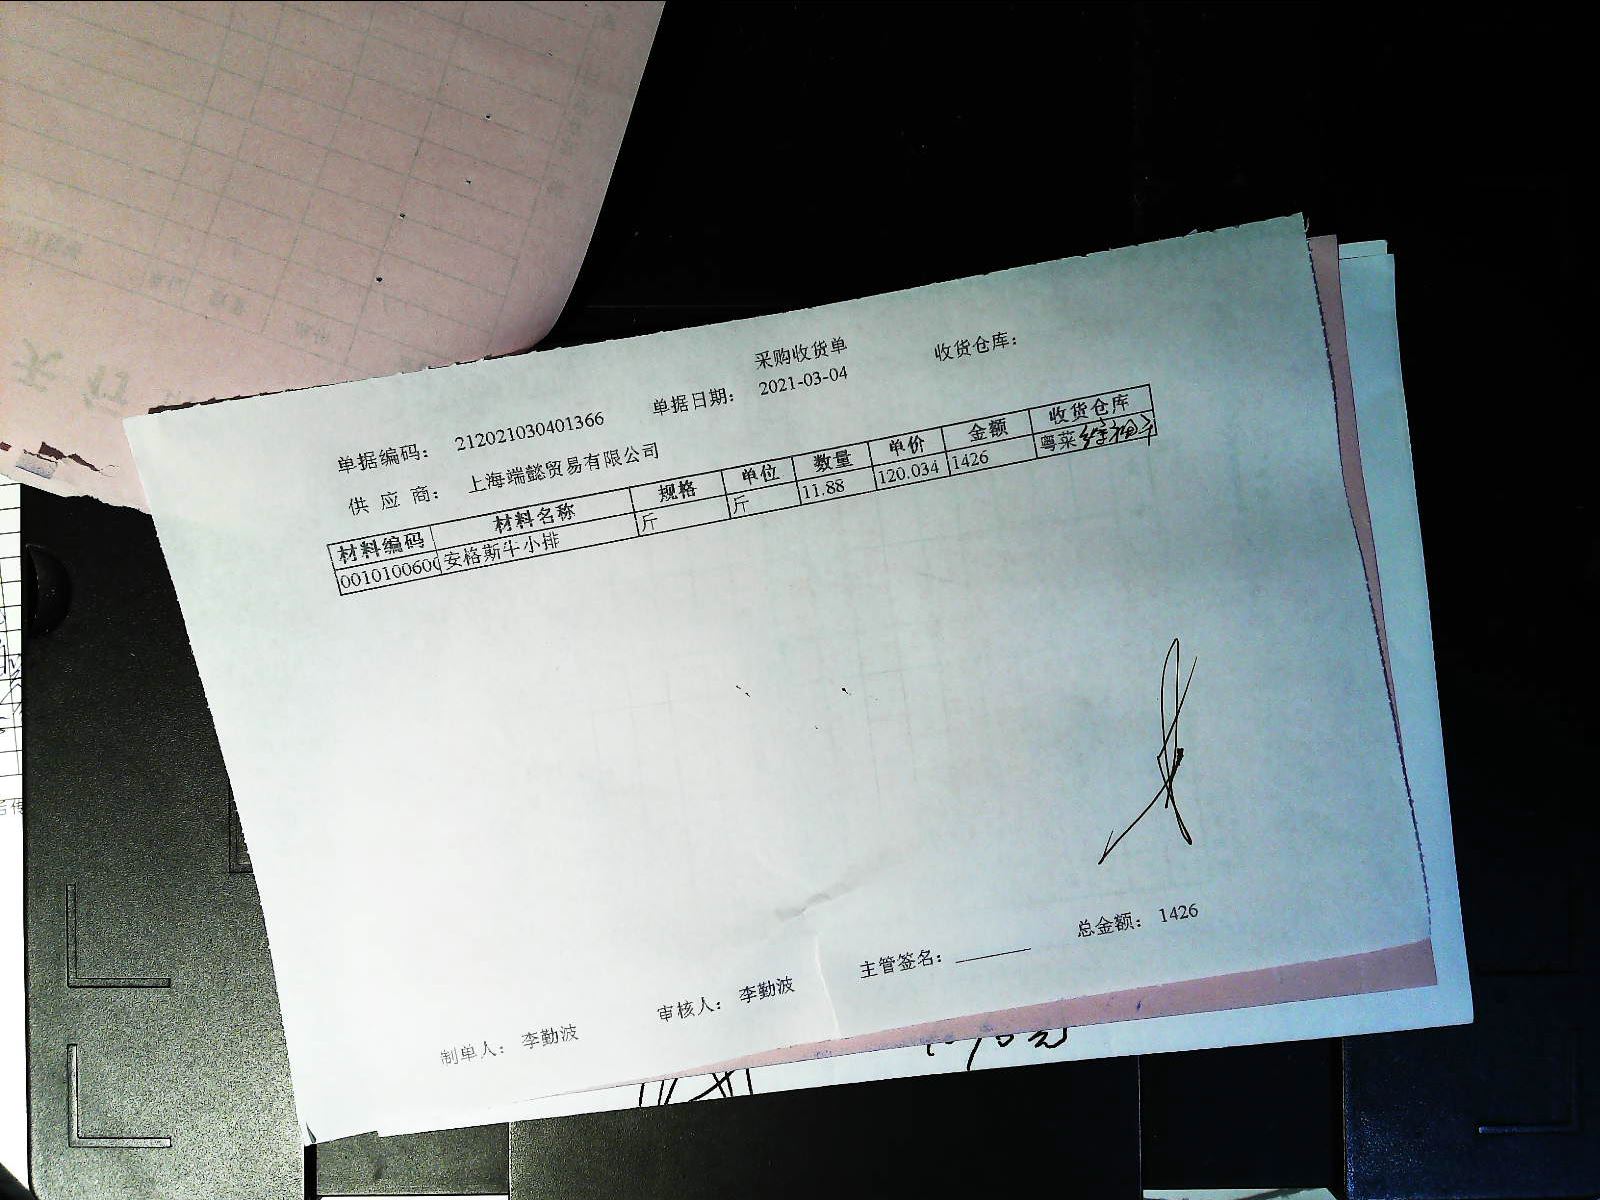 采购收货单
收货仓库：
单据编码： 212021030401366 单据日期： 2021-03-04
供 应 商： 上海端懿贸易有限公司
材料编码 材料名称 规格 单位 数量 单价 金额 收货仓库
0010100600 安格斯牛小排 斤 斤 11.88 120.034 1426 粤菜
总金额： 1426
制单人： 李勤波 审核人： 李勤波 主管签名：